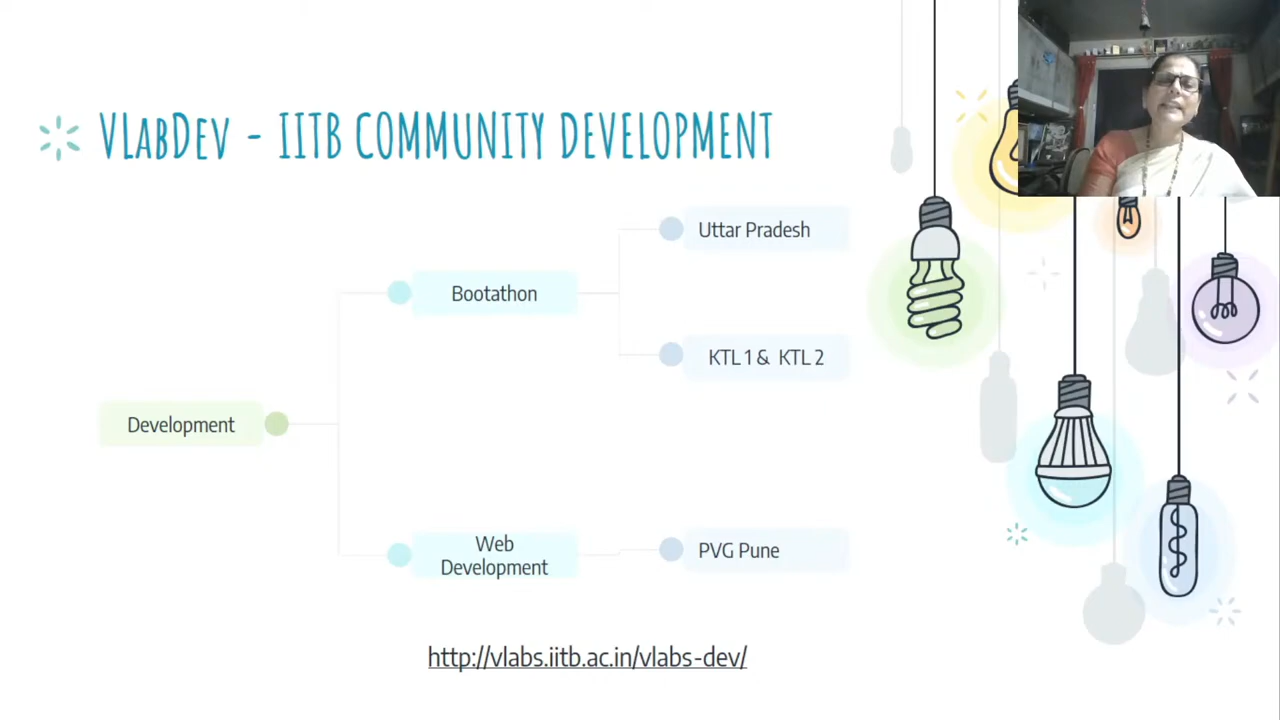 VLabDev - IITB COMMUNITY DEVELOPMENT
Uttar Pradesh
Bootathon
KTL 1 & KTL 2
Development
Web
Development
PVG Pune
http://vlabs.iitb.ac.in/vlabs-dev/